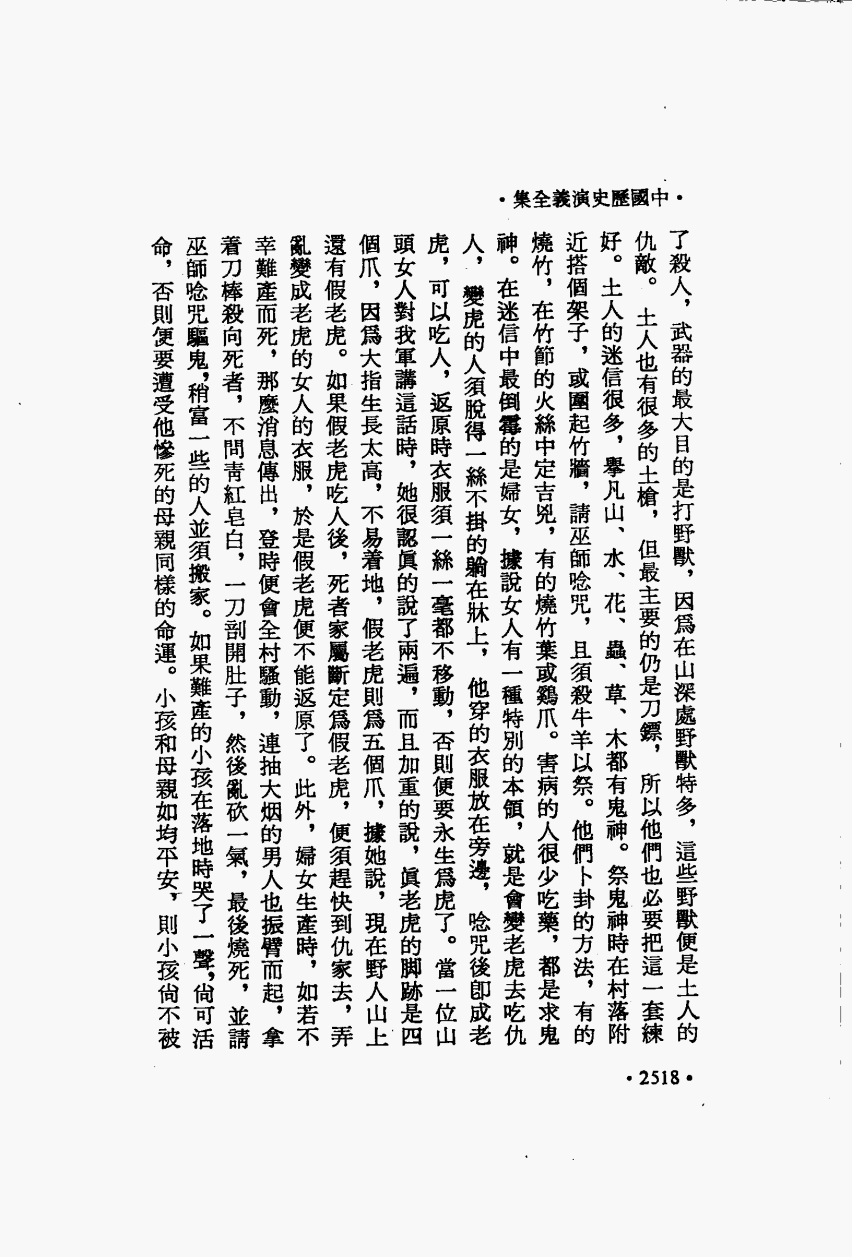 ·中國歷史演義全集·
了殺人，武器的最大目的是打野獸，因爲在山深處野獸特多，這些野獸便是土人的
仇敵。土人也有很多的土槍，但最主要的仍是刀鏢，所以他們也必要把這一套練
好。土人的迷信很多，舉凡山、水、花、蟲、草、木都有鬼神。祭鬼神時在村落附
近搭個架子，或圍起竹牆，請巫師唸咒，且須殺牛羊以祭。他們卜卦的方法，有的
燒竹，在竹節的火絲中定吉兇，有的燒竹葉或鷄爪。害病的人很少吃藥，都是求鬼
神。在迷信中最倒霉的是婦女，據說女人有一種特別的本領，就是會變老虎去吃仇
人，變虎的人須脫得一絲不掛的躺在牀上，他穿的衣服放在旁邊，唸咒後卽成老
虎，可以吃人，返原時衣服須一絲一毫都不移動，否則便要永生爲虎了。當一位山
頭女人對我軍講這話時，她很認眞的說了兩遍，而且加重的說，眞老虎的脚跡是四
個爪，因爲大指生長太高，不易着地，假老虎則爲五個爪，據她說，現在野人山上
還有假老虎。如果假老虎吃人後，死者家屬斷定爲假老虎，便須趕快到仇家去，弄
亂變成老虎的女人的衣服，於是假老虎便不能返原了。此外，婦女生產時，如若不
幸難產而死，那麼消息傳出，登時便會全村騷動，連抽大烟的男人也振臂而起，拿
着刀棒殺向死者，不問靑紅皂白，一刀剖開肚子，然後亂砍一氣，最後燒死，並請
巫師唸咒驅鬼，稍富一些的人並須搬家。如果難產的小孩在落地時哭了一聲，尙可活
命，否則便要遭受他慘死的母親同樣的命運。小孩和母親如均平安，則小孩尙不被
·2518·